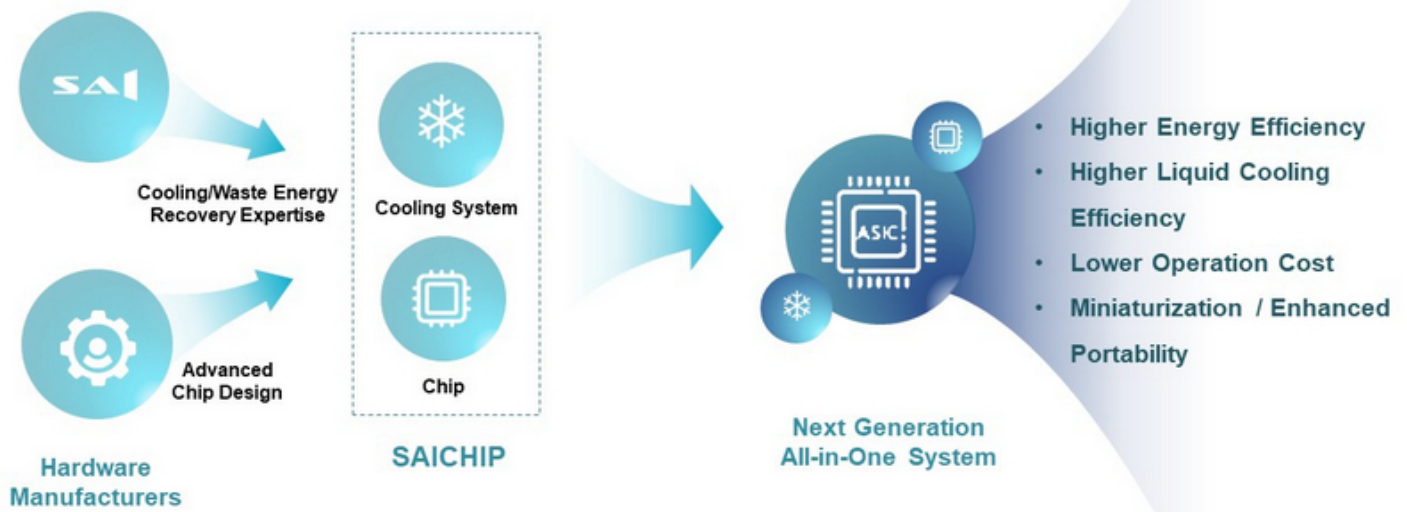 SAI
Cooling/Waste Energy
Recovery Expertise
Advanced
Chip Design
Hardware
Manufacturers
Cooling System
Chip
SAICHIP
ASIC
Next Generation
All-in-One System
• Higher Energy Efficiency
• Higher Liquid Cooling
Efficiency
• Lower Operation Cost
• Miniaturization / Enhanced
Portability